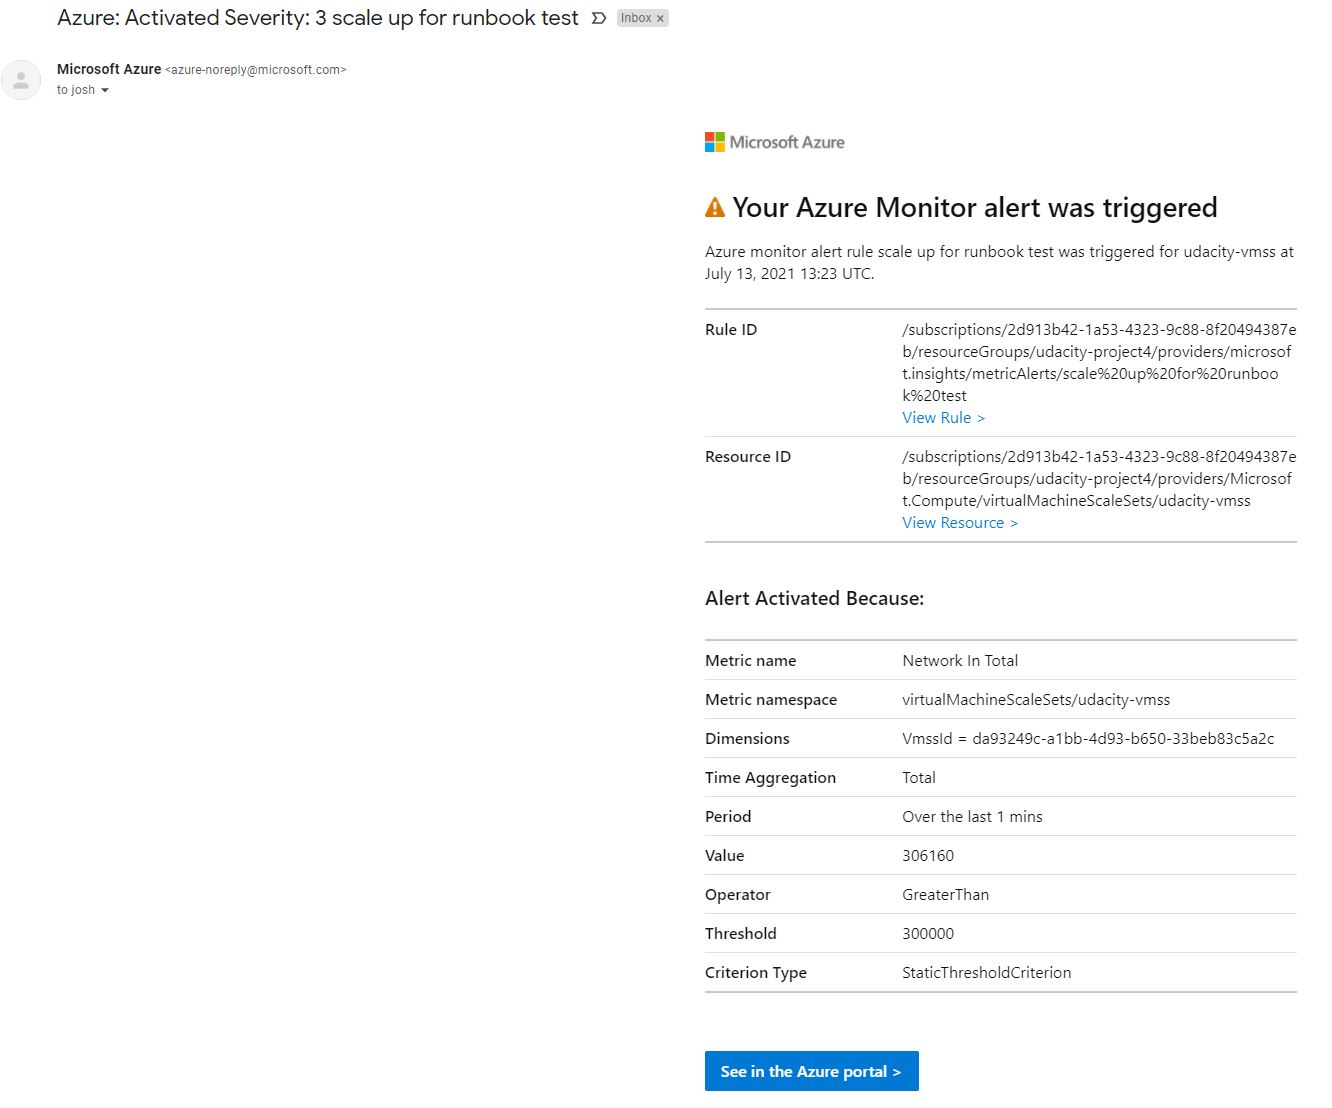 Azure: Activated Severity: 3 scale up for runbook test Inbox ×
Microsoft Azure <azure-noreply@microsoft.com>
to josh
Microsoft Azure
Your Azure Monitor alert was triggered
Azure monitor alert rule scale up for runbook test was triggered for udacity-vmss at
July 13, 2021 13:23 UTC.
Rule ID /subscriptions/2d913b42-1a53-4323-9c88-8f20494387e
b/resourceGroups/udacity-project4/providers/microsof
t.insights/metricAlerts/scale%20up%20for%20runboo
k%20test
View Rule >
Resource ID /subscriptions/2d913b42-1a53-4323-9c88-8f20494387e
b/resourceGroups/udacity-project4/providers/Microsof
t.Compute/virtualMachineScaleSets/udacity-vmss
View Resource >
Alert Activated Because:
Metric name Network In Total
Metric namespace virtualMachineScaleSets/udacity-vmss
Dimensions VmssId = da93249c-a1bb-4d93-b650-33beb83c5a2c
Time Aggregation Total
Period Over the last 1 mins
Value 306160
Operator GreaterThan
Threshold 300000
Criterion Type StaticThresholdCriterion
See in the Azure portal >